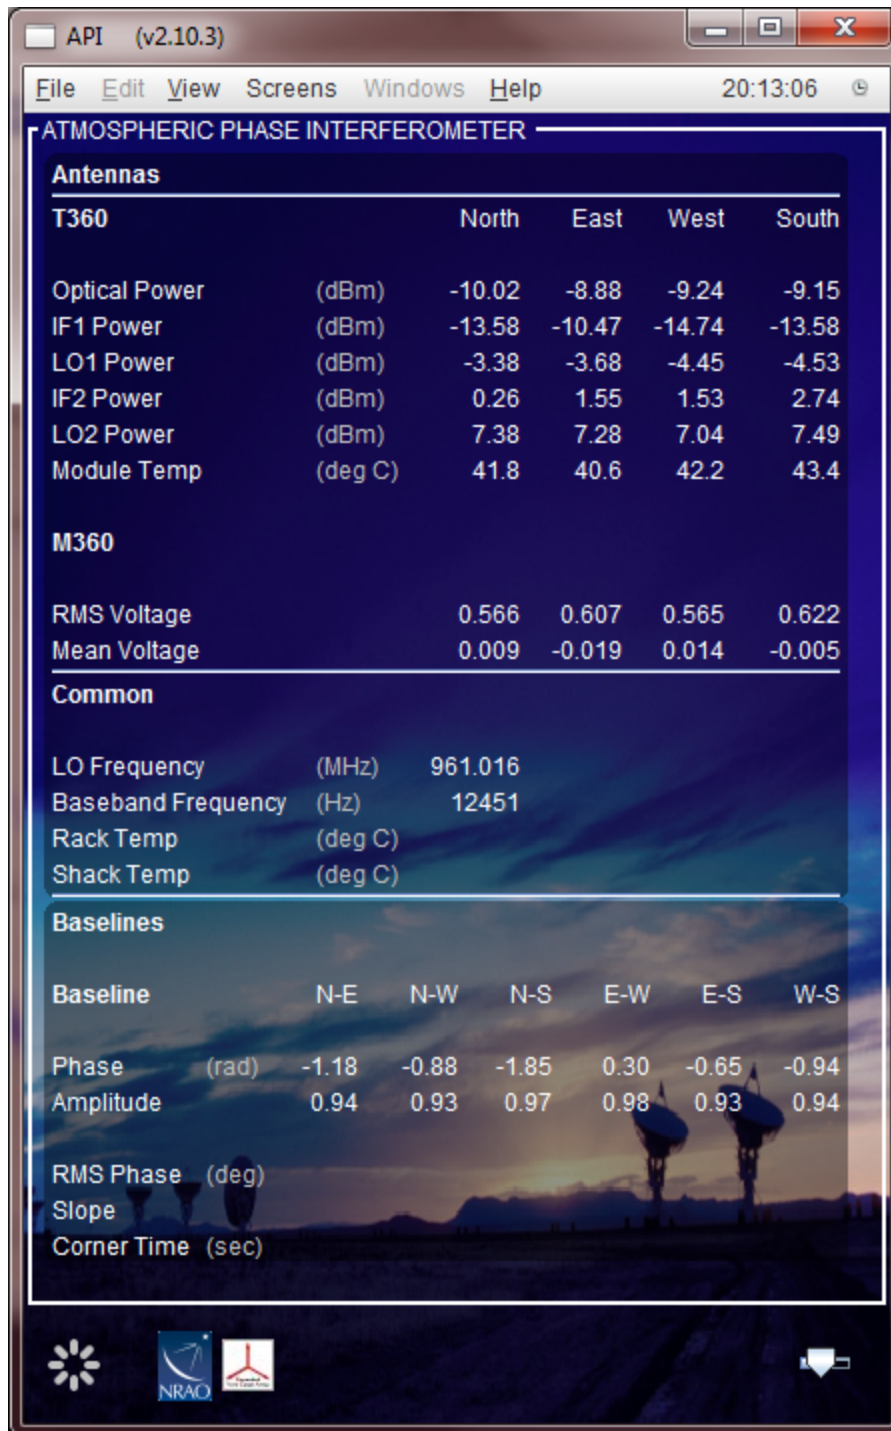 API (v2.10.3)
File Edit View Screens Windows Help 20:13:06
ATMOSPHERIC PHASE INTERFEROMETER
Antennas
T360 North East West South
Optical Power (dBm) -10.02 -8.88 -9.24 -9.15
IF1 Power (dBm) -13.58 -10.47 -14.74 -13.58
LO1 Power (dBm) -3.38 -3.68 -4.45 -4.53
IF2 Power (dBm) 0.26 1.55 1.53 2.74
LO2 Power (dBm) 7.38 7.28 7.04 7.49
Module Temp (deg C) 41.8 40.6 42.2 43.4
M360
RMS Voltage 0.566 0.607 0.565 0.622
Mean Voltage 0.009 -0.019 0.014 -0.005
Common
LO Frequency (MHz) 961.016
Baseband Frequency (Hz) 12451
Rack Temp (deg C)
Shack Temp (deg C)
Baselines
Baseline N-E N-W N-S E-W E-S W-S
Phase (rad) -1.18 -0.88 -1.85 0.30 -0.65 -0.94
Amplitude 0.94 0.93 0.97 0.98 0.93 0.94
RMS Phase (deg)
Slope
Corner Time (sec)
NRAO